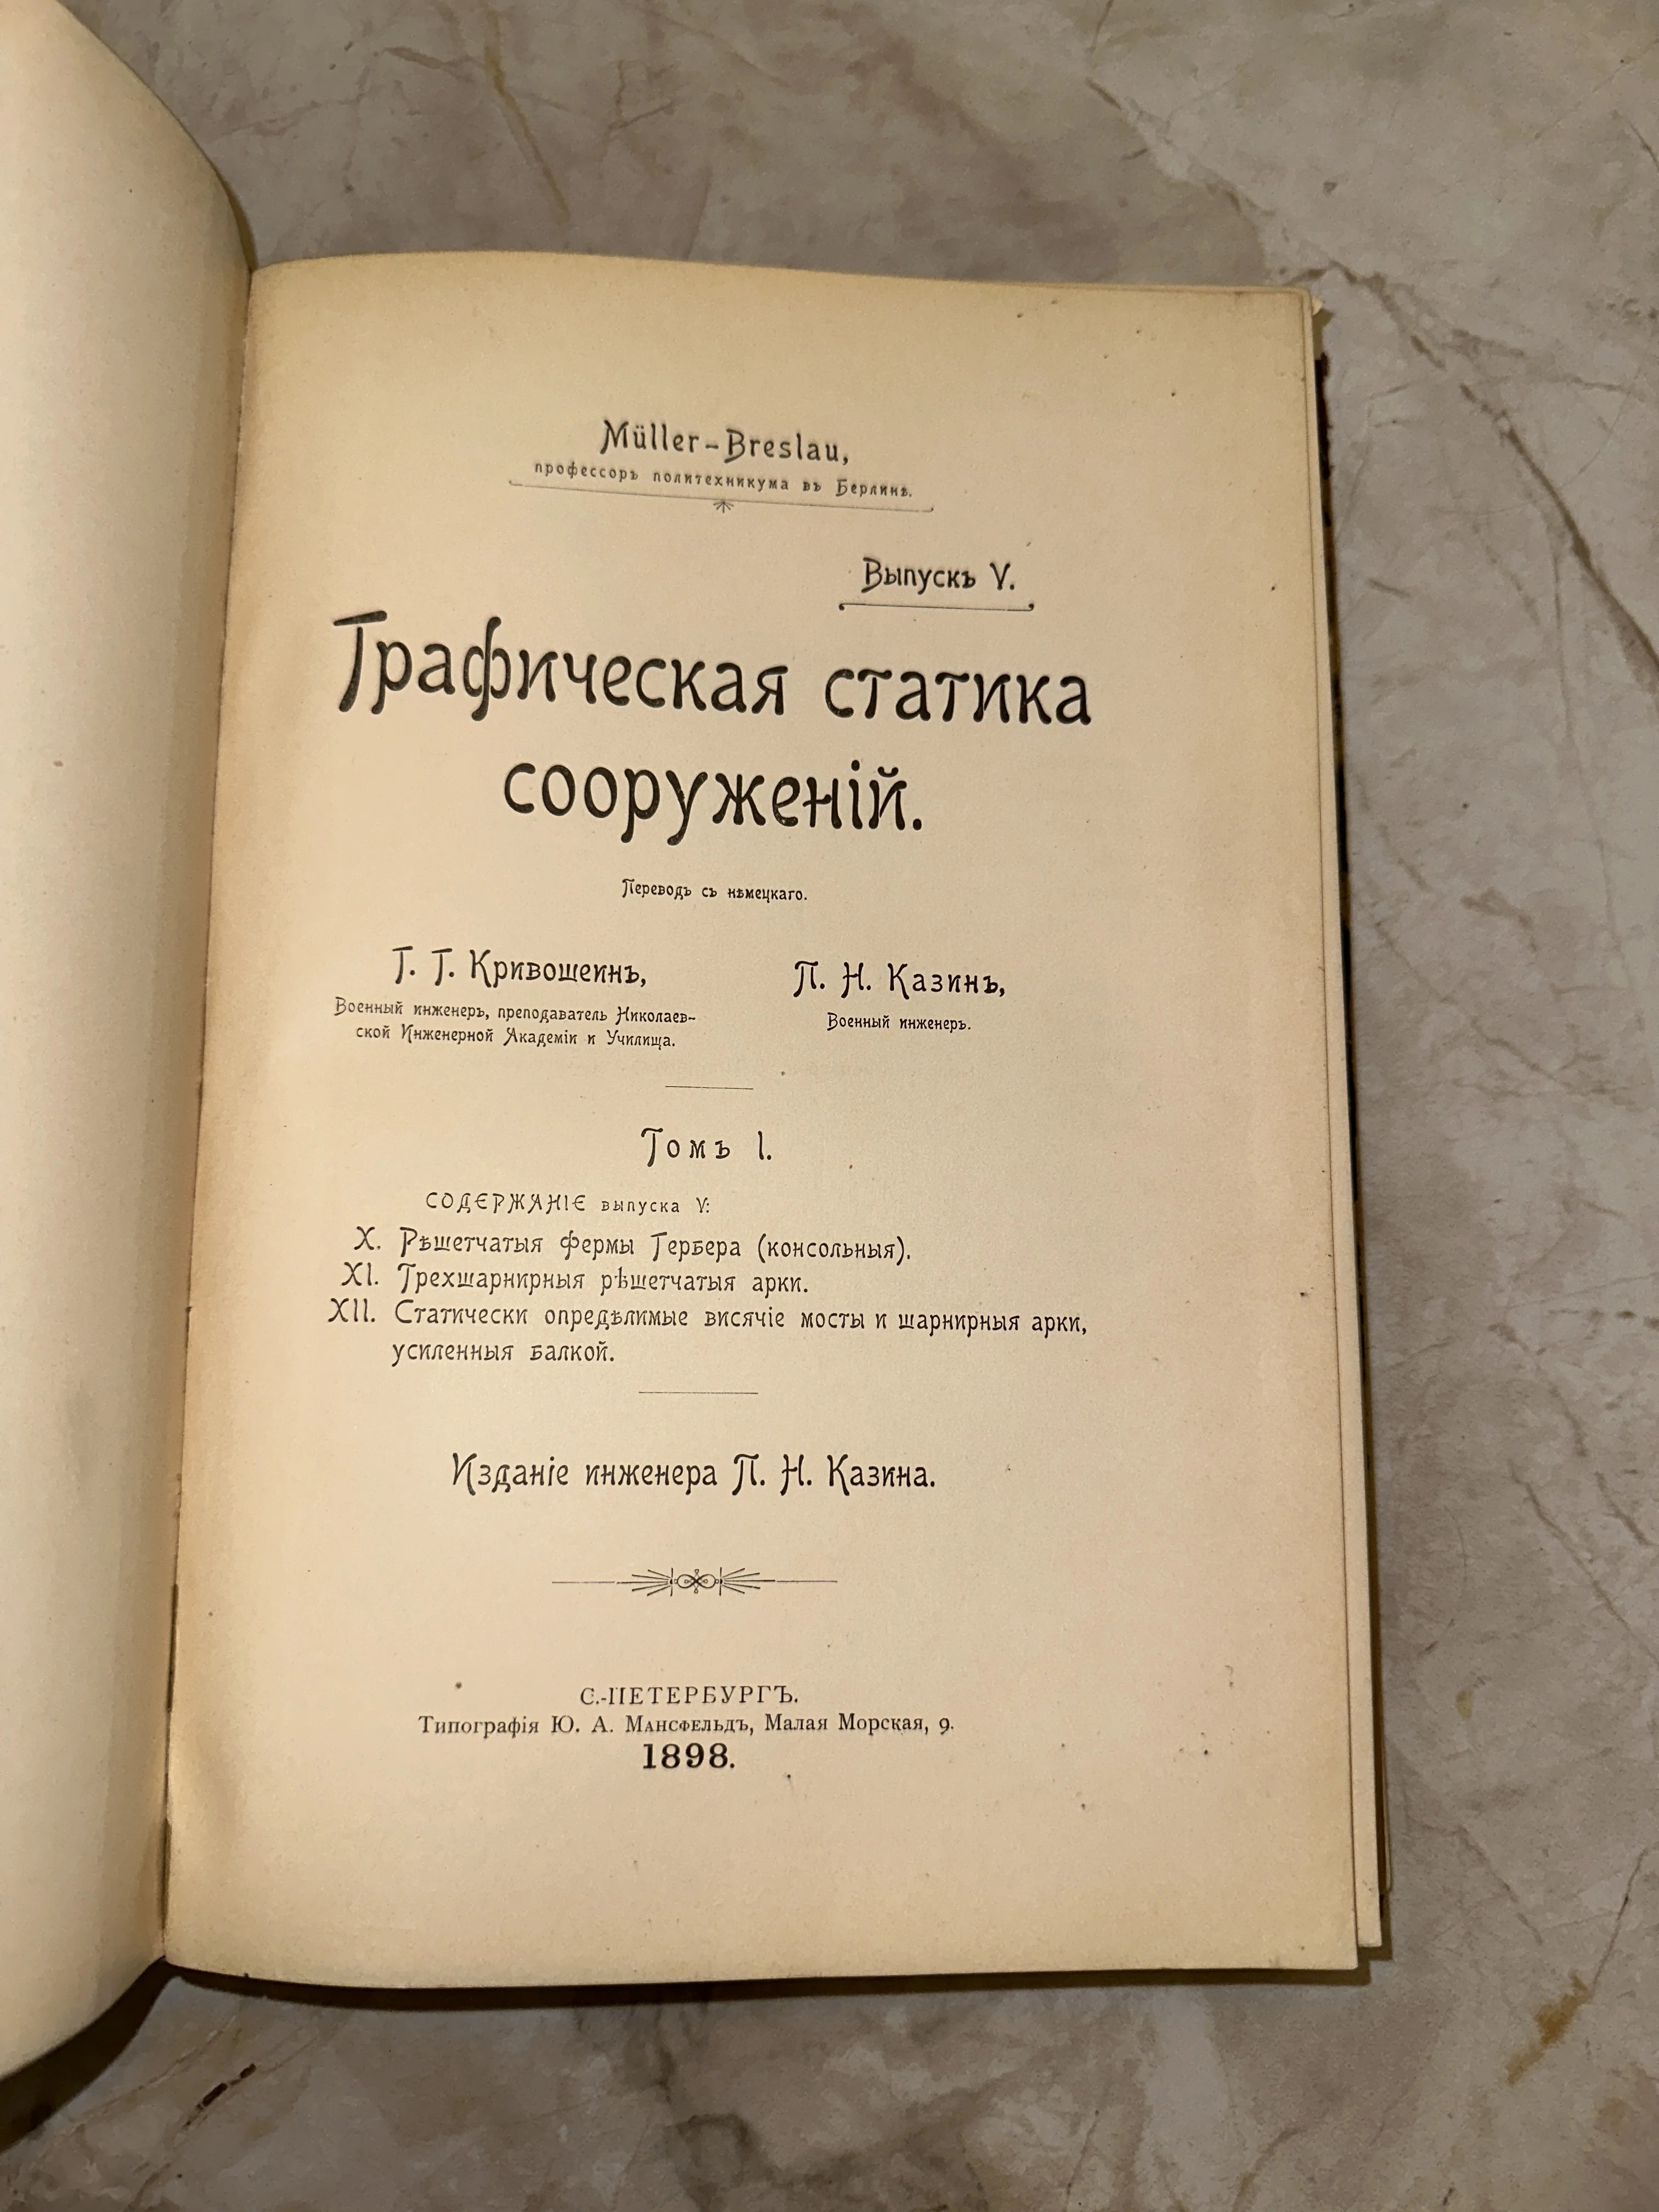 Müller-Breslau,
профессоръ политехникума въ Берлинѣ.
Выпускъ V.
Графическая статика
сооруженій.
Переводъ съ нѣмецкаго.
Г. Г. Кривошеинъ,
Военный инженеръ, преподаватель Николаев-
ской Инженерной Академіи и Училища.
П. Н. Казинъ,
Военный инженеръ.
Томъ I.
СОДЕРЖАНІЕ выпуска V:
X. Рѣшетчатыя фермы Гербера (консольныя).
XI. Трехшарнирныя рѣшетчатыя арки.
XII. Статически опредѣлимые висячіе мосты и шарнирныя арки,
усиленныя балкой.
Изданіе инженера П. Н. Казина.
С.-ПЕТЕРБУРГЪ.
Типографія Ю. А. Мансфельдъ, Малая Морская, 9.
1898.